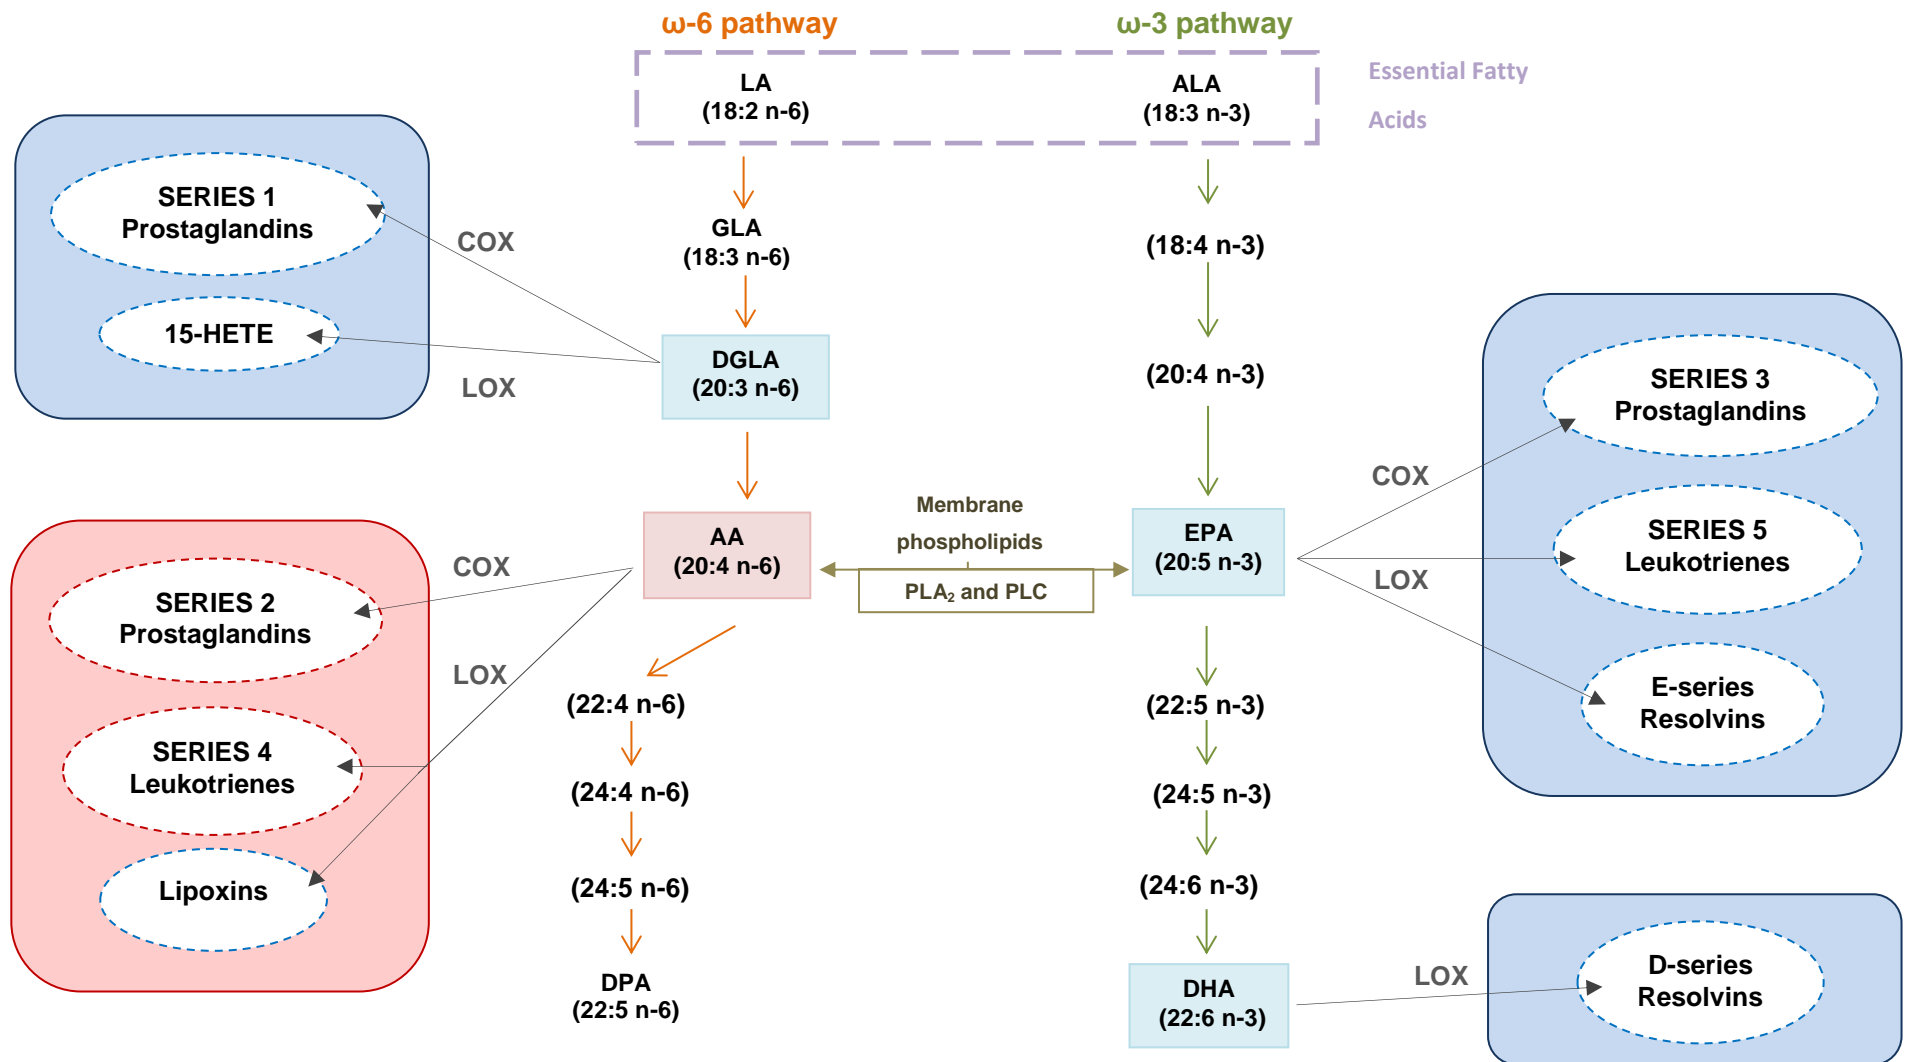 ω-6 pathway
ω-3 pathway
Essential Fatty
Acids
LA
(18:2 n-6)
ALA
(18:3 n-3)
SERIES 1
Prostaglandins
15-HETE
COX
LOX
GLA
(18:3 n-6)
(18:4 n-3)
DGLA
(20:3 n-6)
(20:4 n-3)
SERIES 3
Prostaglandins
SERIES 5
Leukotrienes
E-series
Resolvins
COX
LOX
Membrane
phospholipids
PLA₂ and PLC
AA
(20:4 n-6)
EPA
(20:5 n-3)
COX
LOX
SERIES 2
Prostaglandins
SERIES 4
Leukotrienes
Lipoxins
(22:4 n-6)
(22:5 n-3)
(24:4 n-6)
(24:5 n-3)
(24:5 n-6)
(24:6 n-3)
DPA
(22:5 n-6)
DHA
(22:6 n-3)
LOX
D-series
Resolvins